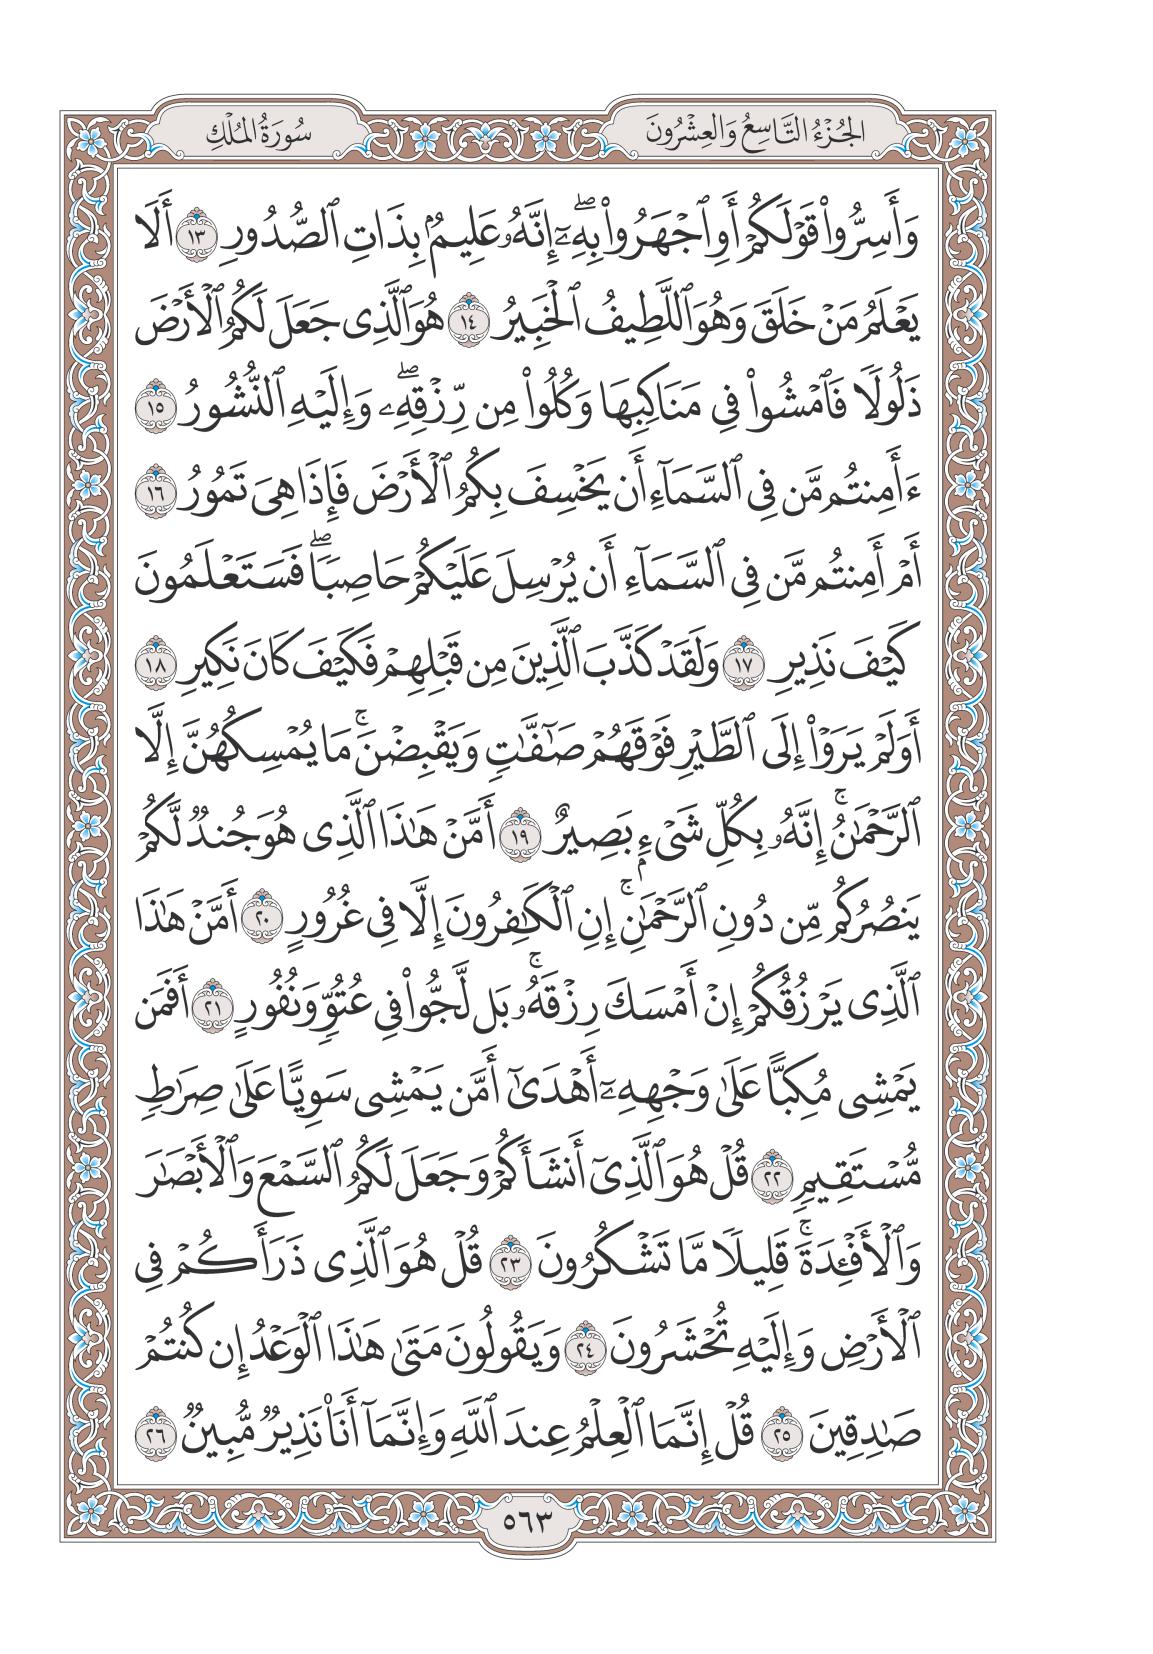 الجُزْءُ التَّاسِعُ وَالعِشْرُونَ
سُورَةُ المُلْكِ
وَأَسِرُّوا۟ قَوْلَكُمْ أَوِ ٱجْهَرُوا۟ بِهِۦٓۖ إِنَّهُۥ عَلِيمٌۢ بِذَاتِ ٱلصُّدُورِ ١٣ أَلَا
يَعْلَمُ مَنْ خَلَقَ وَهُوَ ٱللَّطِيفُ ٱلْخَبِيرُ ١٤ هُوَ ٱلَّذِى جَعَلَ لَكُمُ ٱلْأَرْضَ
ذَلُولًا فَٱمْشُوا۟ فِى مَنَاكِبِهَا وَكُلُوا۟ مِن رِّزْقِهِۦۖ وَإِلَيْهِ ٱلنُّشُورُ ١٥
ءَأَمِنتُم مَّن فِى ٱلسَّمَآءِ أَن يَخْسِفَ بِكُمُ ٱلْأَرْضَ فَإِذَا هِىَ تَمُورُ ١٦
أَمْ أَمِنتُم مَّن فِى ٱلسَّمَآءِ أَن يُرْسِلَ عَلَيْكُمْ حَاصِبًاۖ فَسَتَعْلَمُونَ
كَيْفَ نَذِيرِ ١٧ وَلَقَدْ كَذَّبَ ٱلَّذِينَ مِن قَبْلِهِمْ فَكَيْفَ كَانَ نَكِيرِ ١٨
أَوَلَمْ يَرَوْا۟ إِلَى ٱلطَّيْرِ فَوْقَهُمْ صَٰٓفَّٰتٍ وَيَقْبِضْنَۚ مَا يُمْسِكُهُنَّ إِلَّا
ٱلرَّحْمَٰنُۚ إِنَّهُۥ بِكُلِّ شَىْءٍۭ بَصِيرٌ ١٩ أَمَّنْ هَٰذَا ٱلَّذِى هُوَ جُندٌ لَّكُمْ
يَنصُرُكُم مِّن دُونِ ٱلرَّحْمَٰنِۚ إِنِ ٱلْكَٰفِرُونَ إِلَّا فِى غُرُورٍ ٢٠ أَمَّنْ هَٰذَا
ٱلَّذِى يَرْزُقُكُمْ إِنْ أَمْسَكَ رِزْقَهُۥۚ بَل لَّجُّوا۟ فِى عُتُوٍّ وَنُفُورٍ ٢١ أَفَمَن
يَمْشِى مُكِبًّا عَلَىٰ وَجْهِهِۦٓ أَهْدَىٰٓ أَمَّن يَمْشِى سَوِيًّا عَلَىٰ صِرَٰطٍ
مُّسْتَقِيمٍ ٢٢ قُلْ هُوَ ٱلَّذِىٓ أَنشَأَكُمْ وَجَعَلَ لَكُمُ ٱلسَّمْعَ وَٱلْأَبْصَٰرَ
وَٱلْأَفْـِٔدَةَۚ قَلِيلًا مَّا تَشْكُرُونَ ٢٣ قُلْ هُوَ ٱلَّذِى ذَرَأَكُمْ فِى
ٱلْأَرْضِ وَإِلَيْهِ تُحْشَرُونَ ٢٤ وَيَقُولُونَ مَتَىٰ هَٰذَا ٱلْوَعْدُ إِن كُنتُمْ
صَٰدِقِينَ ٢٥ قُلْ إِنَّمَا ٱلْعِلْمُ عِندَ ٱللَّهِ وَإِنَّمَآ أَنَا۠ نَذِيرٌ مُّبِينٌ ٢٦
٥٦٣